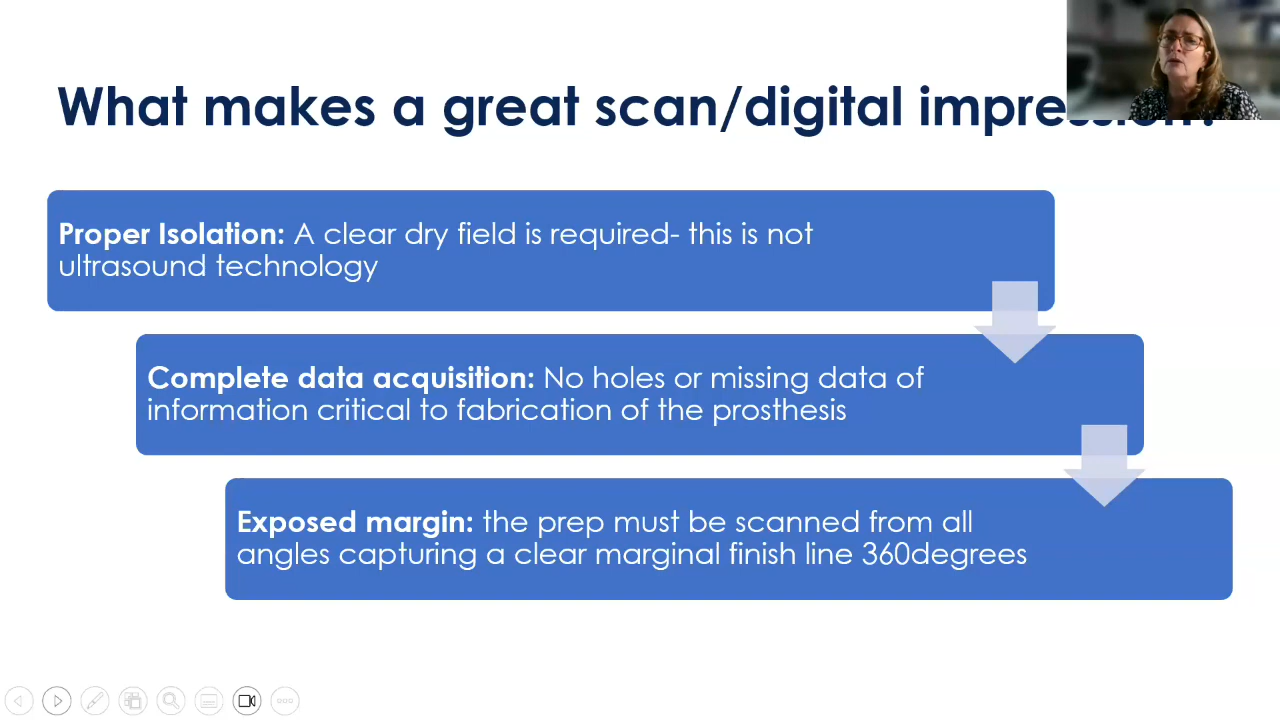 What makes a great scan/digital
Proper Isolation: A clear dry field is required- this is not
ultrasound technology
Complete data acquisition: No holes or missing data of
information critical to fabrication of the prosthesis
Exposed margin: the prep must be scanned from all
angles capturing a clear marginal finish line 360degrees